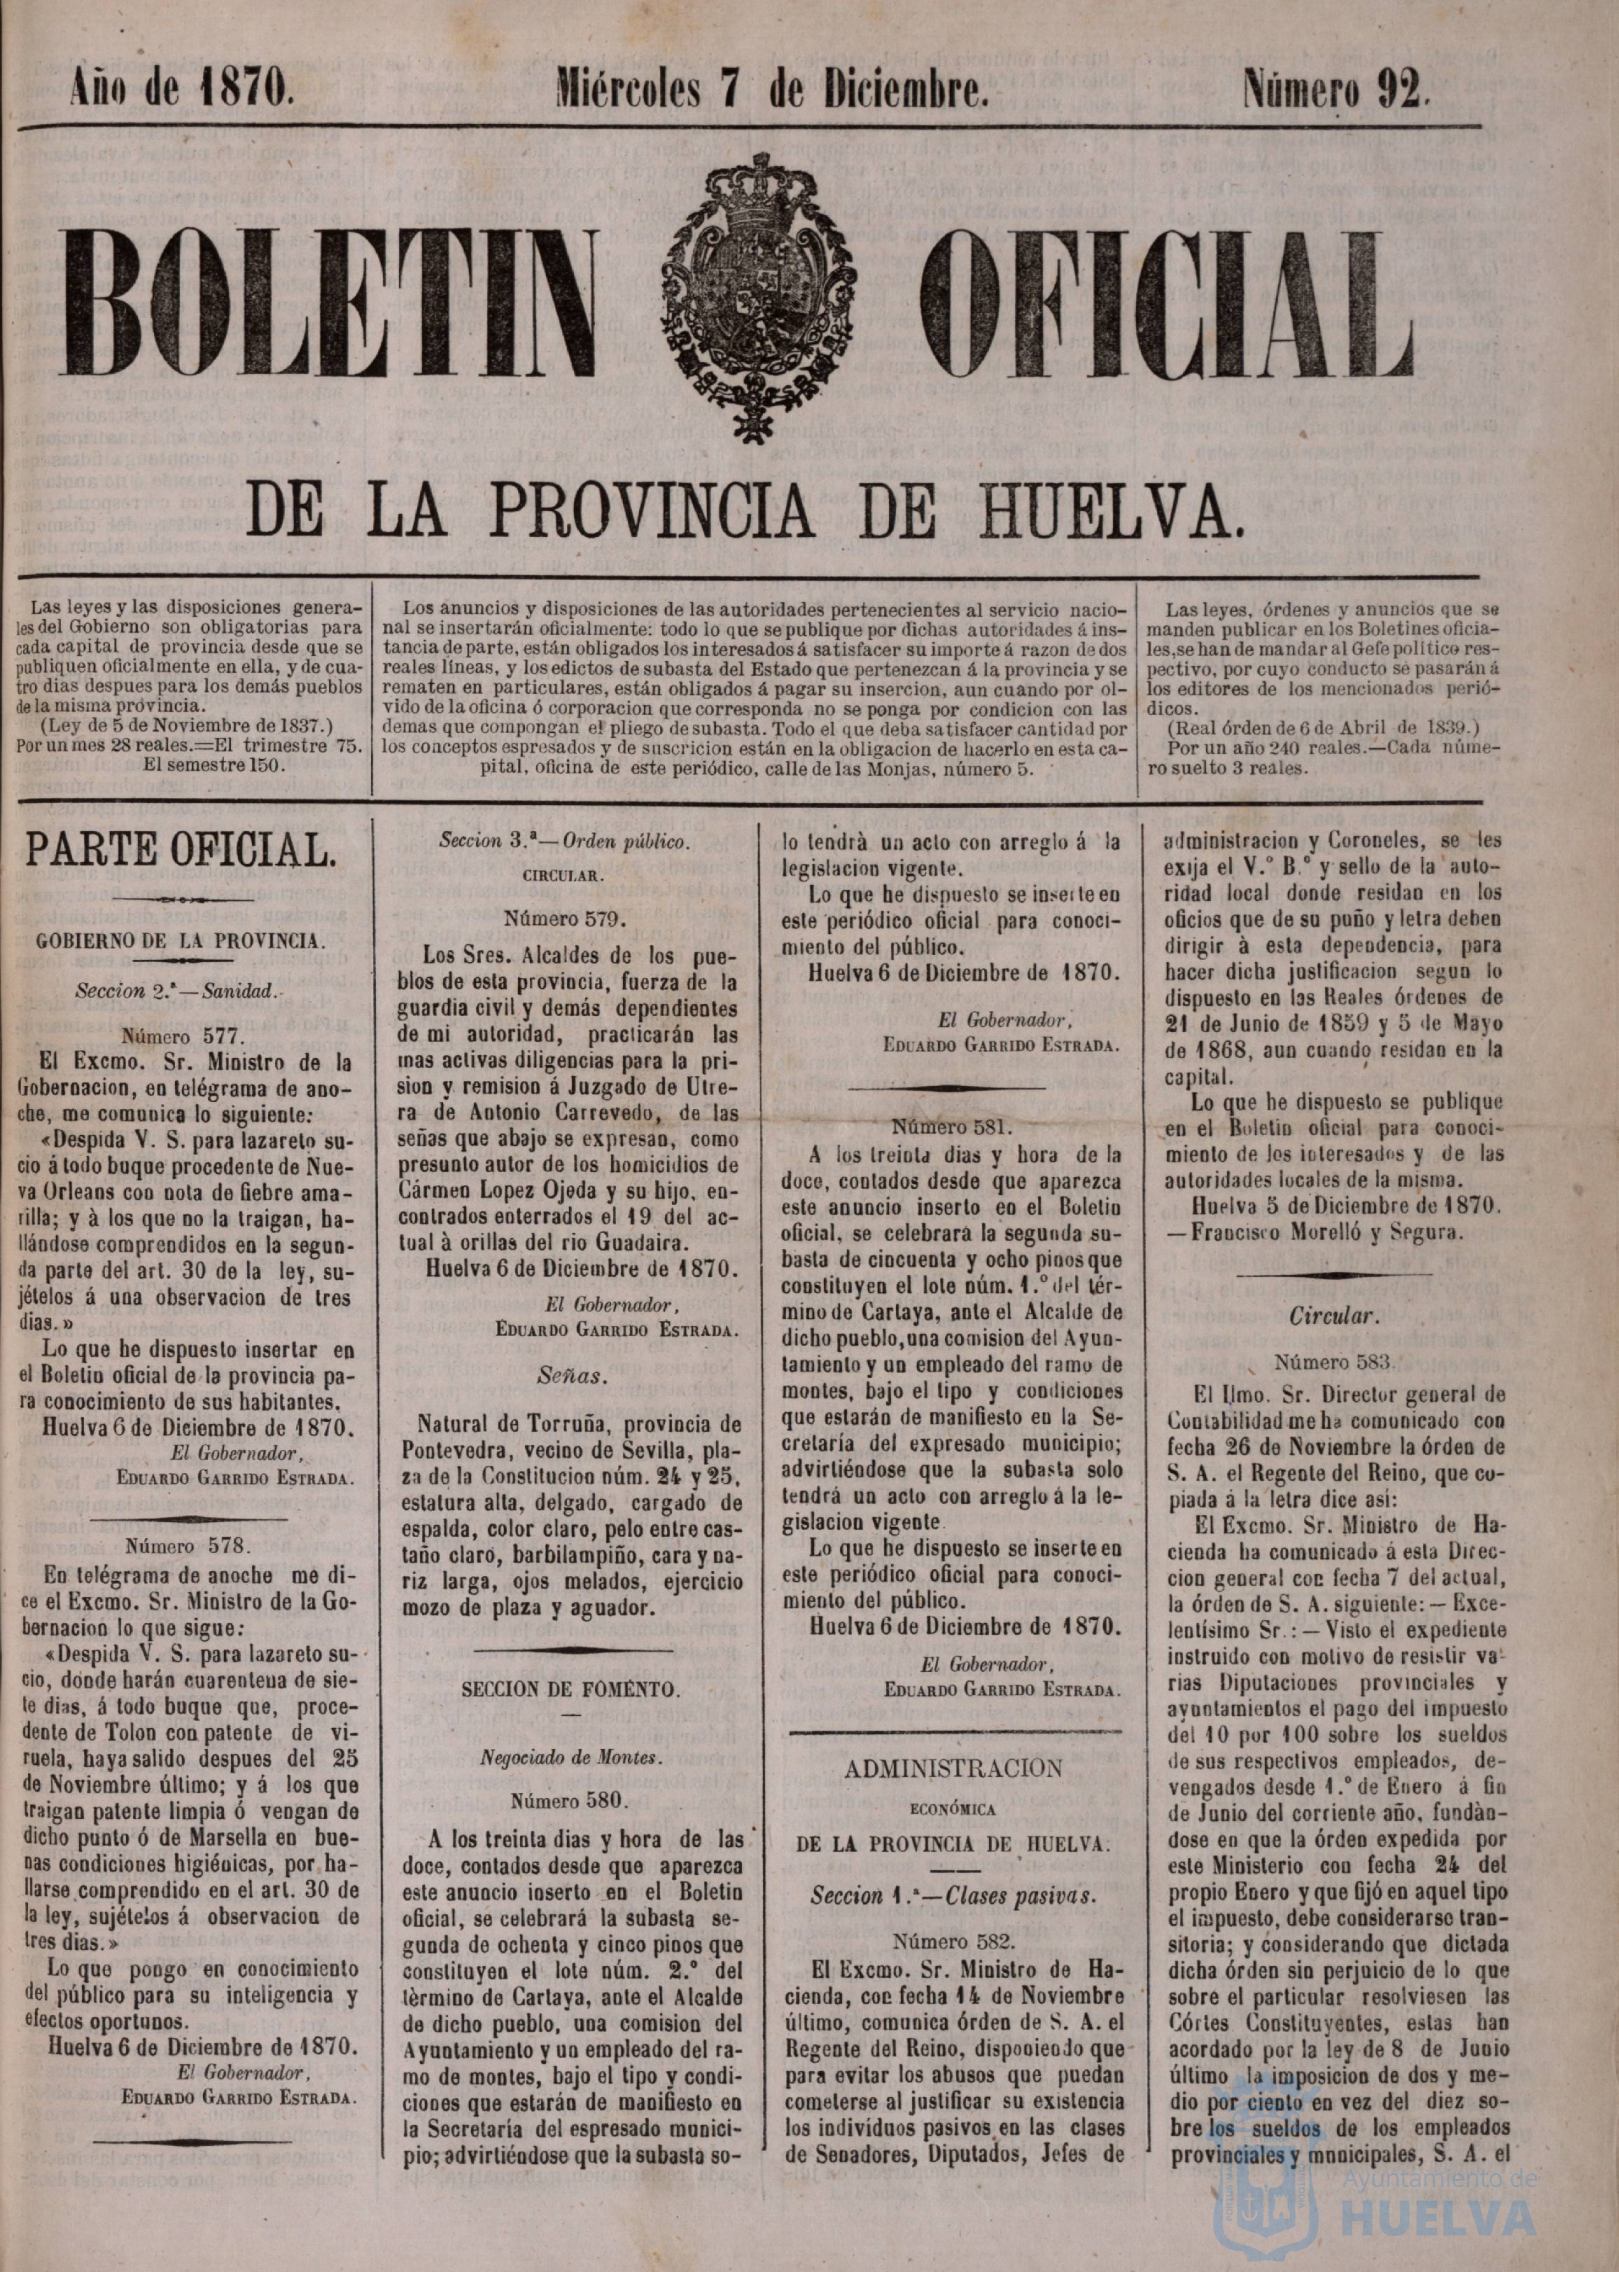 Año de 1870.
Miércoles 7 de Diciembre.
Número 92.
BOLETIN OFICIAL
DE LA PROVINCIA DE HUELVA.
Las leyes y las disposiciones genera-
les del Gobierno son obligatorias para
cada capital de provincia desde que se
publiquen oficialmente en ella, y de cua-
tro dias despues para los demás pueblos
de la misma provincia.
(Ley de 5 de Noviembre de 1837.)
Por un mes 28 reales.=El trimestre 75.
El semestre 150.
Los anuncios y disposiciones de las autoridades pertenecientes al servicio nacio-
nal se insertarán oficialmente: todo lo que se publique por dichas autoridades á ins-
tancia de parte, están obligados los interesados á satisfacer su importe á razon de dos
reales líneas, y los edictos de subasta del Estado que pertenezcan á la provincia y se
rematen en particulares, están obligados á pagar su insercion, aun cuando por ol-
vido de la oficina ó corporacion que corresponda no se ponga por condicion con las
demas que compongan el pliego de subasta. Todo el que deba satisfacer cantidad por
los conceptos espresados y de suscricion están en la obligacion de hacerlo en esta ca-
pital, oficina de este periódico, calle de las Monjas, número 5.
Las leyes, órdenes y anuncios que se
manden publicar en los Boletines oficia-
les, se han de mandar al Gefe político res-
pectivo, por cuyo conducto se pasarán á
los editores de los mencionados perió-
dicos.
(Real órden de 6 de Abril de 1839.)
Por un año 240 reales.—Cada núme-
ro suelto 3 reales.
PARTE OFICIAL.
GOBIERNO DE LA PROVINCIA.
Seccion 2.ª—Sanidad.
Número 577.
El Excmo. Sr. Ministro de la
Gobernacion, en telégrama de ano-
che, me comunica lo siguiente:
«Despida V. S. para lazareto su-
cio á todo buque procedente de Nue-
va Orleans con nota de fiebre ama-
rilla; y à los que no la traigan, ha-
llándose comprendidos en la segun-
da parte del art. 30 de la ley, su-
jételos á una observacion de tres
dias.»
Lo que he dispuesto insertar en
el Boletin oficial de la provincia pa-
ra conocimiento de sus habitantes.
Huelva 6 de Diciembre de 1870.
El Gobernador,
EDUARDO GARRIDO ESTRADA.
Número 578.
En telégrama de anoche me di-
ce el Excmo. Sr. Ministro de la Go-
bernacion lo que sigue:
«Despida V. S. para lazareto su-
cio, donde harán cuarentena de sie-
te dias, á todo buque que, proce-
dente de Tolon con patente de vi-
ruela, haya salido despues del 25
de Noviembre último; y á los que
traigan patente limpia ó vengan de
dicho punto ó de Marsella en bue-
nas condiciones higiénicas, por ha-
llarse comprendido en el art. 30 de
la ley, sujételos á observacion de
tres dias.»
Lo que pongo en conocimiento
del público para su inteligencia y
efectos oportunos.
Huelva 6 de Diciembre de 1870.
El Gobernador,
EDUARDO GARRIDO ESTRADA.
Seccion 3.ª—Orden público.
CIRCULAR.
Número 579.
Los Sres. Alcaldes de los pue-
blos de esta provincia, fuerza de la
guardia civil y demás dependientes
de mi autoridad, practicarán las
mas activas diligencias para la pri-
sion y remision á Juzgado de Utre-
ra de Antonio Carrevedo, de las
señas que abajo se expresan, como
presunto autor de los homicidios de
Cármen Lopez Ojeda y su hijo, en-
contrados enterrados el 19 del ac-
tual à orillas del rio Guadaira.
Huelva 6 de Diciembre de 1870.
El Gobernador,
EDUARDO GARRIDO ESTRADA.
Señas.
Natural de Torruña, provincia de
Pontevedra, vecino de Sevilla, pla-
za de la Constitucion núm. 24 y 25,
estatura alta, delgado, cargado de
espalda, color claro, pelo entre cas-
taño claro, barbilampiño, cara y na-
riz larga, ojos melados, ejercicio
mozo de plaza y aguador.
SECCION DE FOMENTO.
Negociado de Montes.
Número 580.
A los treinta dias y hora de las
doce, contados desde que aparezca
este anuncio inserto en el Boletin
oficial, se celebrará la subasta se-
gunda de ochenta y cinco pinos que
constituyen el lote núm. 2.º del
tèrmino de Cartaya, ante el Alcalde
de dicho pueblo, una comision del
Ayuntamiento y un empleado del ra-
mo de montes, bajo el tipo y condi-
ciones que estarán de manifiesto en
la Secretaría del espresado munici-
pio; advirtiéndose que la subasta so-
lo tendrà un acto con arreglo á la
legislacion vigente.
Lo que he dispuesto se inserte en
este periódico oficial para conoci-
miento del público.
Huelva 6 de Diciembre de 1870.
El Gobernador,
EDUARDO GARRIDO ESTRADA.
Número 581.
A los treinta dias y hora de la
doce, contados desde que aparezca
este anuncio inserto en el Boletin
oficial, se celebrará la segunda su-
basta de cincuenta y ocho pinos que
constituyen el lote núm. 1.º del tér-
mino de Cartaya, ante el Alcalde de
dicho pueblo, una comision del Ayun-
tamiento y un empleado del ramo de
montes, bajo el tipo y condiciones
que estarán de manifiesto en la Se-
cretaría del expresado municipio;
advirtiéndose que la subasta solo
tendrá un acto con arreglo á la le-
gislacion vigente.
Lo que he dispuesto se inserte en
este periódico oficial para conoci-
miento del público.
Huelva 6 de Diciembre de 1870.
El Gobernador,
EDUARDO GARRIDO ESTRADA.
ADMINISTRACION
ECONÓMICA
DE LA PROVINCIA DE HUELVA.
Seccion 1.ª—Clases pasivas.
Número 582.
El Excmo. Sr. Ministro de Ha-
cienda, con fecha 14 de Noviembre
último, comunica órden de S. A. el
Regente del Reino, disponiendo que
para evitar los abusos que puedan
cometerse al justificar su existencia
los individuos pasivos en las clases
de Senadores, Diputados, Jefes de
administracion y Coroneles, se les
exija el V.º B.º y sello de la auto-
ridad local donde residan en los
oficios que de su puño y letra deben
dirigir à esta dependencia, para
hacer dicha justificacion segun lo
dispuesto en las Reales órdenes de
21 de Junio de 1859 y 5 de Mayo
de 1868, aun cuando residan en la
capital.
Lo que he dispuesto se publique
en el Boletin oficial para conoci-
miento de los interesados y de las
autoridades locales de la misma.
Huelva 5 de Diciembre de 1870.
—Francisco Morelló y Segura.
Circular.
Número 583.
El Ilmo. Sr. Director general de
Contabilidad me ha comunicado con
fecha 26 de Noviembre la órden de
S. A. el Regente del Reino, que co-
piada á la letra dice así:
El Excmo. Sr. Ministro de Ha-
cienda ha comunicado á esta Direc-
cion general con fecha 7 del actual,
la órden de S. A. siguiente:—Exce-
lentísimo Sr.:—Visto el expediente
instruido con motivo de resistir va-
rias Diputaciones provinciales y
ayuntamientos el pago del impuesto
del 10 por 100 sobre los sueldos
de sus respectivos empleados, de-
vengados desde 1.º de Enero á fin
de Junio del corriente año, fundàn-
dose en que la órden expedida por
este Ministerio con fecha 24 del
propio Enero y que fijó en aquel tipo
el impuesto, debe considerarse tran-
sitoria; y considerando que dictada
dicha órden sin perjuicio de lo que
sobre el particular resolviesen las
Córtes Constituyentes, estas han
acordado por la ley de 8 de Junio
último la imposicion de dos y me-
dio por ciento en vez del diez so-
bre los sueldos de los empleados
provinciales y municipales, S. A. el
Ayuntamiento de
HUELVA